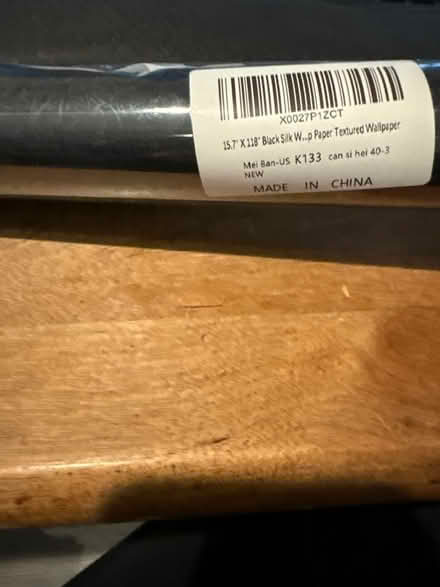 X0027P1ZCT
15.7" X 118" Black Silk W...p Paper Textured Wallpaper
Mei Ban-US K133 can si hei 40-3
NEW
MADE IN CHINA